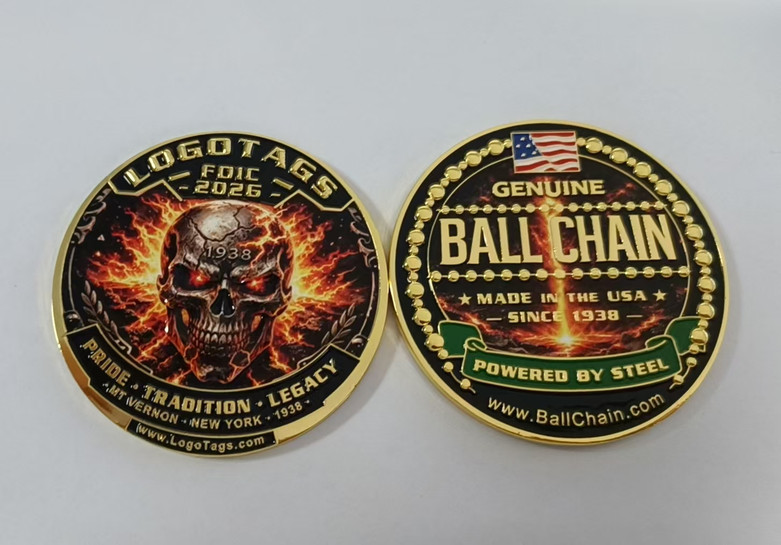 LOGOTAGS
FDIC
- 2026 -
1938
PRIDE • TRADITION • LEGACY
• MT VERNON • NEW YORK • 1938 •
www.LogoTags.com
GENUINE
BALL CHAIN
★ MADE IN THE USA ★
— SINCE 1938 —
POWERED BY STEEL
www.BallChain.com